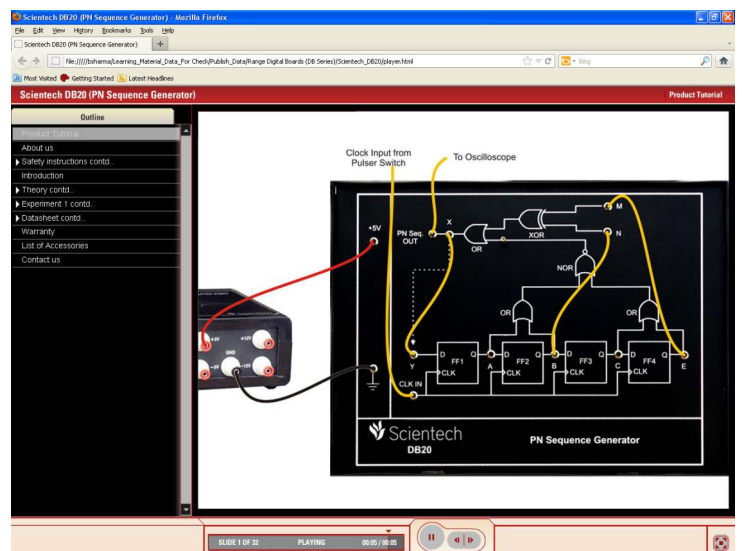 Scientech DB20 (PN Sequence Generator) - Mozilla Firefox
File Edit View History Bookmarks Tools Help
Scientech DB20 (PN Sequence Generator) +
file://///bsharma/Learning_Material_Data_For Check/Publish_Data/Range Digital Boards (DB Series)/Scientech_DB20/player.html
Bing
Most Visited Getting Started Latest Headlines
Scientech DB20 (PN Sequence Generator) Product Tutorial
Outline
Product Tutorial
About us
Safety instructions contd..
Introduction
Theory contd..
Experiment 1 contd..
Datasheet contd..
Warranty
List of Accessories
Contact us
Clock Input from
Pulser Switch
To Oscilloscope
+5V
PN Seq.
OUT
X
OR
XOR
M
N
NOR
OR
OR
Y
D Q
FF1
CLK
A
D Q
FF2
CLK
B
D Q
FF3
CLK
C
D Q
FF4
CLK
E
CLK IN
+5V
+12V
GND
-5V
-12V
Scientech
DB20
PN Sequence Generator
SLIDE 1 OF 32 PLAYING 00:05 / 00:05